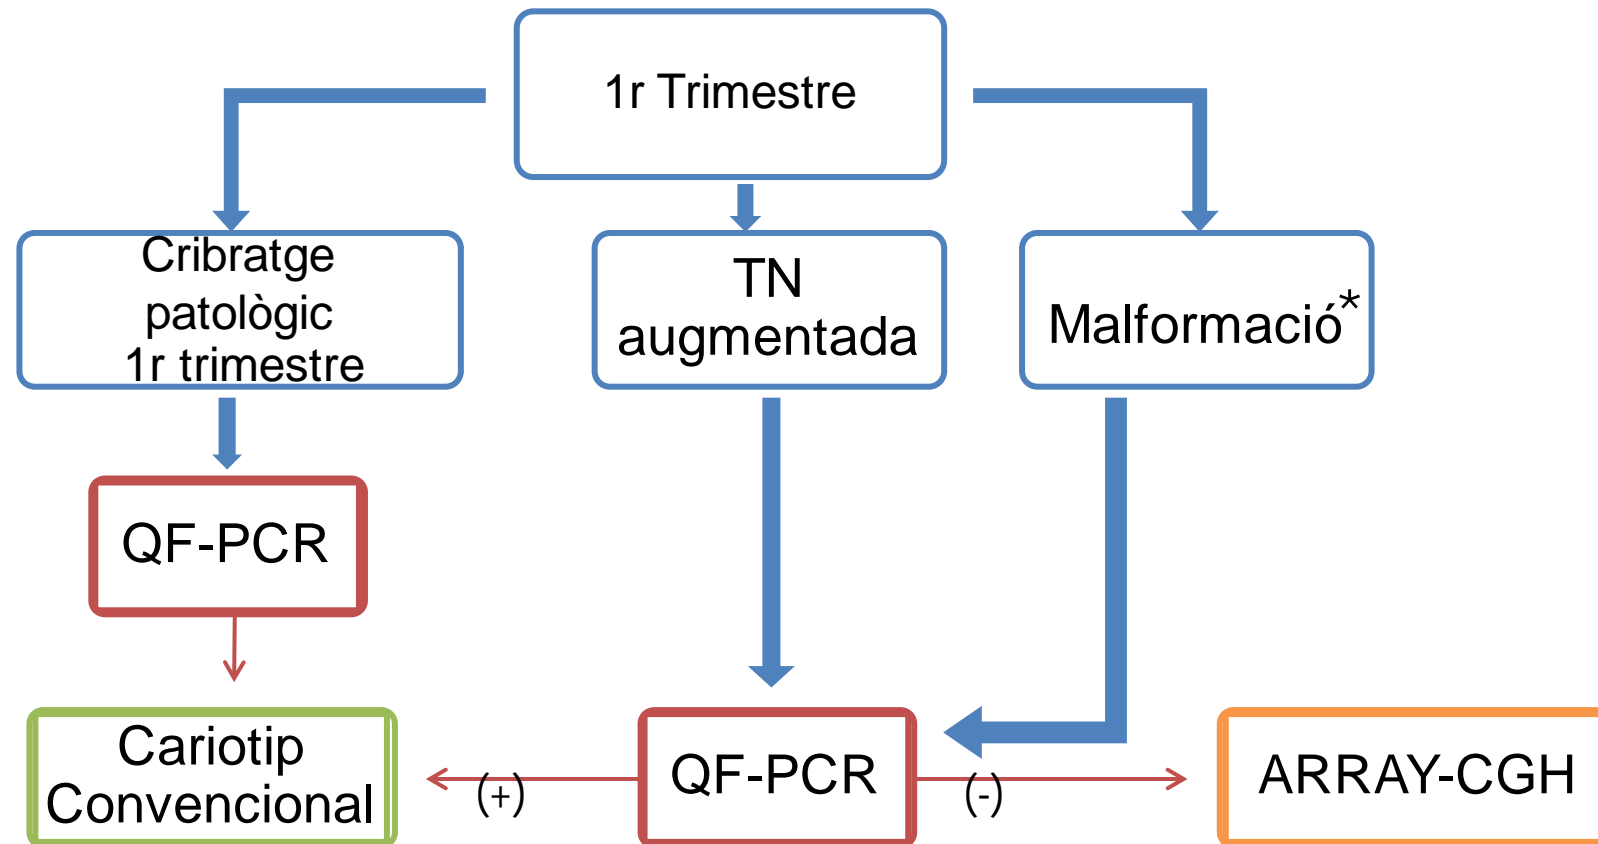 1r Trimestre
Cribratge
patològic
1r trimestre
TN
augmentada
Malformació*
QF-PCR
Cariotip
Convencional
(+)
QF-PCR
(-)
ARRAY-CGH